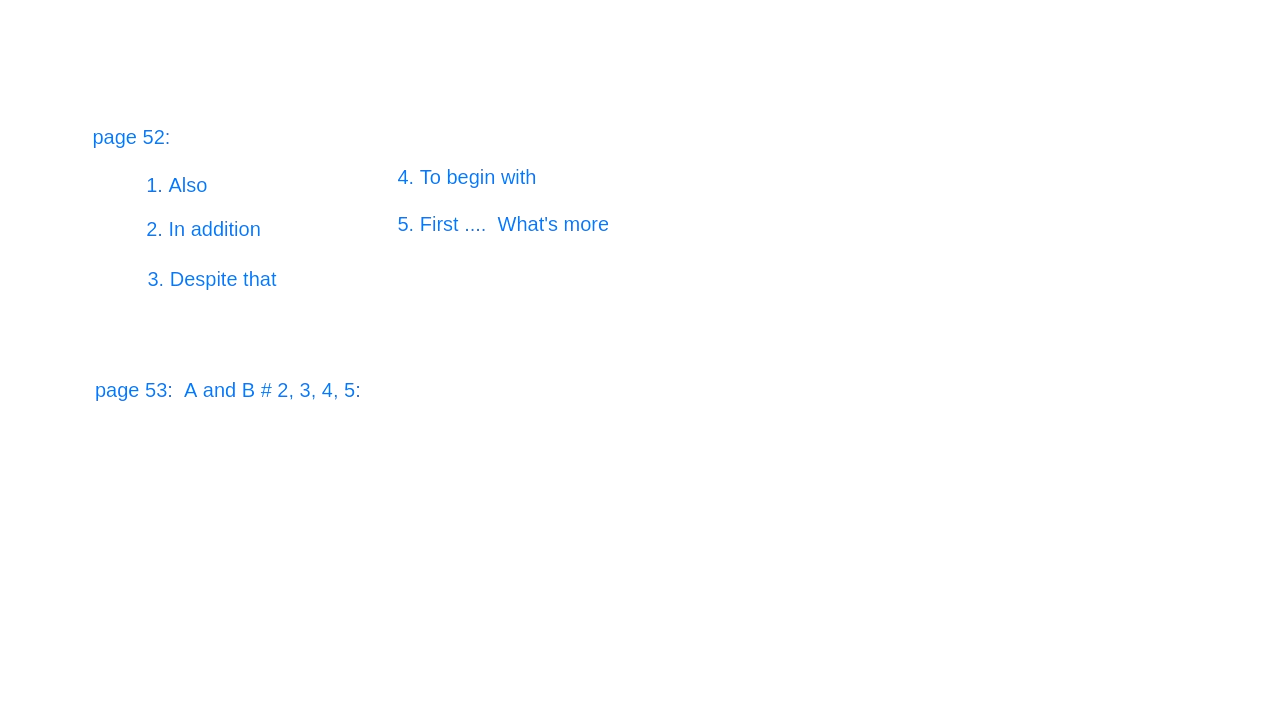 page 52:
1. Also
2. In addition
3. Despite that
4. To begin with
5. First ....  What's more
page 53:  A and B # 2, 3, 4, 5: